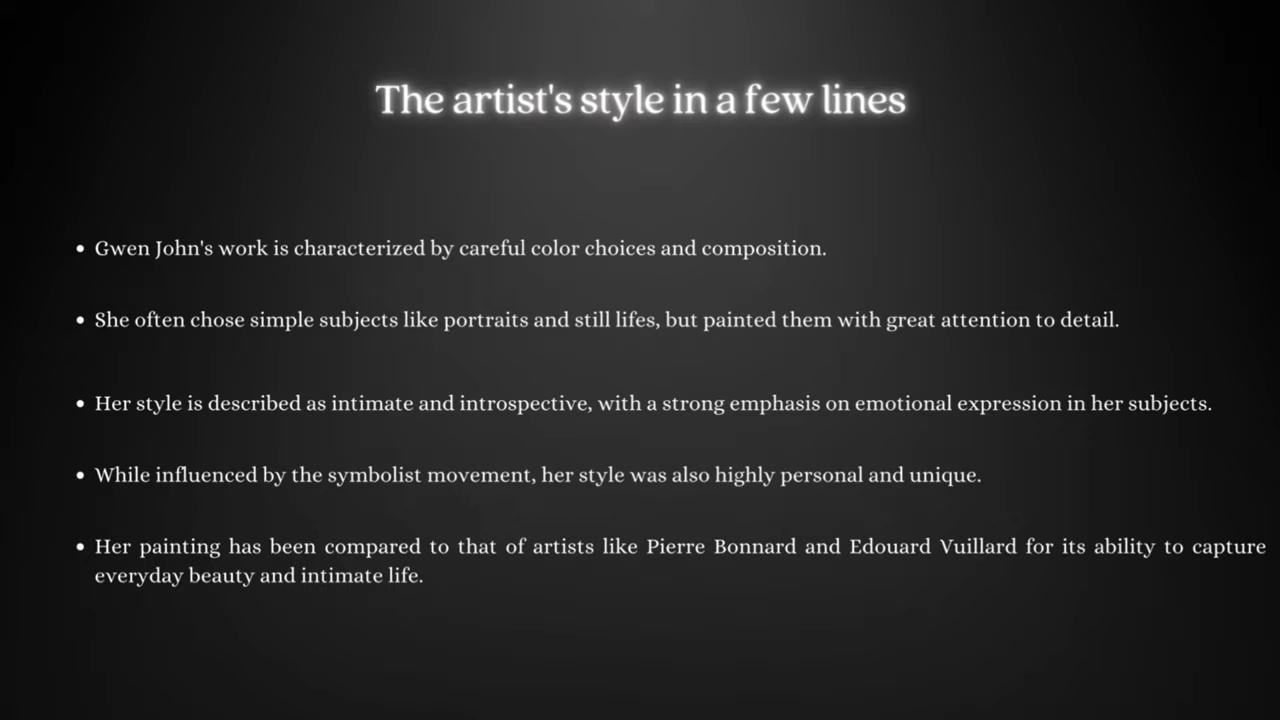 The artist's style in a few lines
• Gwen John's work is characterized by careful color choices and composition.
• She often chose simple subjects like portraits and still lifes, but painted them with great attention to detail.
• Her style is described as intimate and introspective, with a strong emphasis on emotional expression in her subjects.
• While influenced by the symbolist movement, her style was also highly personal and unique.
• Her painting has been compared to that of artists like Pierre Bonnard and Edouard Vuillard for its ability to capture
everyday beauty and intimate life.